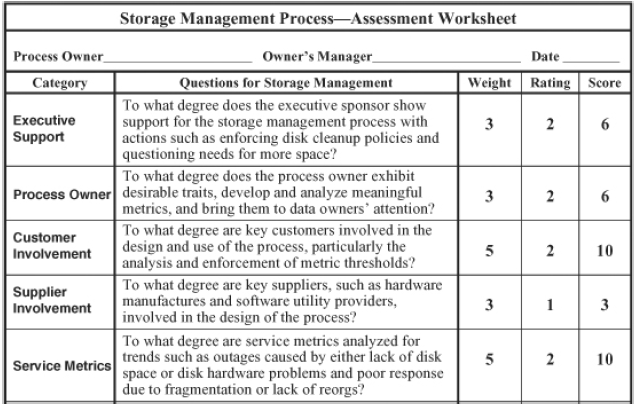 Storage Management Process—Assessment Worksheet
Process Owner____________________ Owner's Manager____________________ Date ________
Category Questions for Storage Management Weight Rating Score
Executive Support To what degree does the executive sponsor show
support for the storage management process with
actions such as enforcing disk cleanup policies and
questioning needs for more space? 3 2 6
Process Owner To what degree does the process owner exhibit
desirable traits, develop and analyze meaningful
metrics, and bring them to data owners' attention? 3 2 6
Customer Involvement To what degree are key customers involved in the
design and use of the process, particularly the
analysis and enforcement of metric thresholds? 5 2 10
Supplier Involvement To what degree are key suppliers, such as hardware
manufactures and software utility providers,
involved in the design of the process? 3 1 3
Service Metrics To what degree are service metrics analyzed for
trends such as outages caused by either lack of disk
space or disk hardware problems and poor response
due to fragmentation or lack of reorgs? 5 2 10